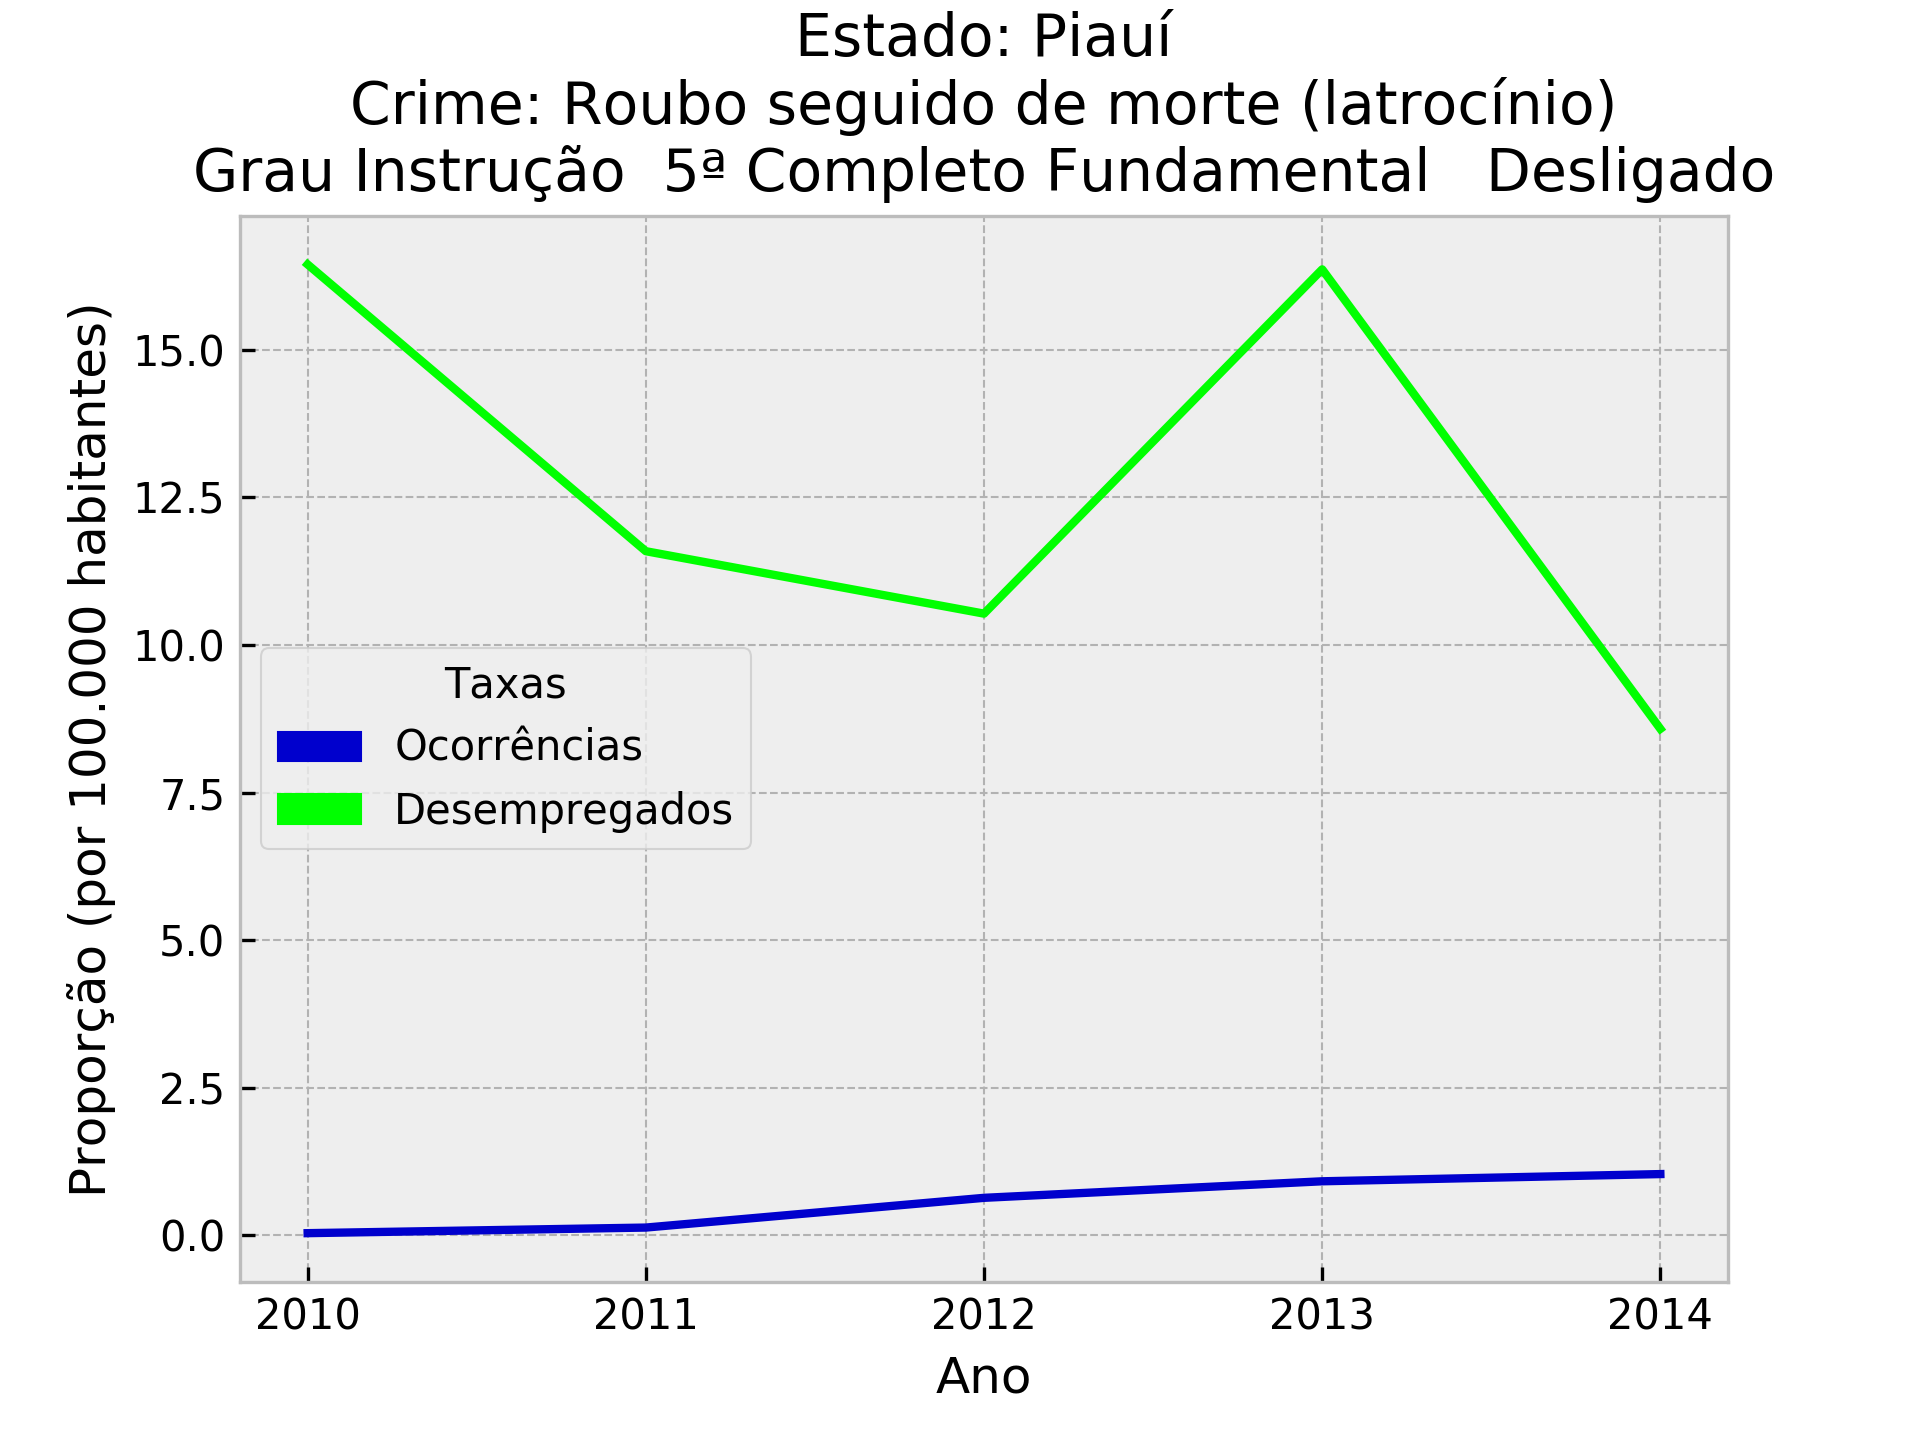 Estado: Piauí
Crime: Roubo seguido de morte (latrocínio)
Grau Instrução  5ª Completo Fundamental   Desligado
Proporção (por 100.000 habitantes)
15.0
12.5
10.0
7.5
5.0
2.5
0.0
Taxas
Ocorrências
Desempregados
2010 2011 2012 2013 2014
Ano